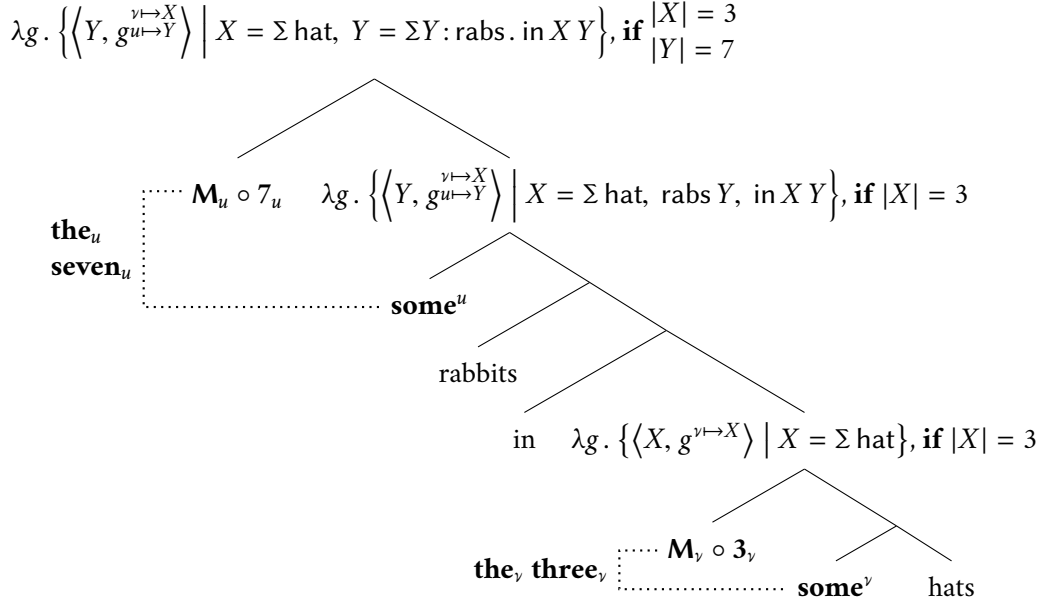 λg. {⟨Y, g^{ν↦X}_{u↦Y}⟩ | X = Σ hat, Y = ΣY: rabs. in X Y}, if |X| = 3 |Y| = 7
M_u ∘ 7_u λg. {⟨Y, g^{ν↦X}_{u↦Y}⟩ | X = Σ hat, rabs Y, in X Y}, if |X| = 3
the_u
seven_u
some^u
rabbits
in λg. {⟨X, g^{ν↦X}⟩ | X = Σ hat}, if |X| = 3
M_ν ∘ 3_ν
the_ν three_ν
some^ν hats